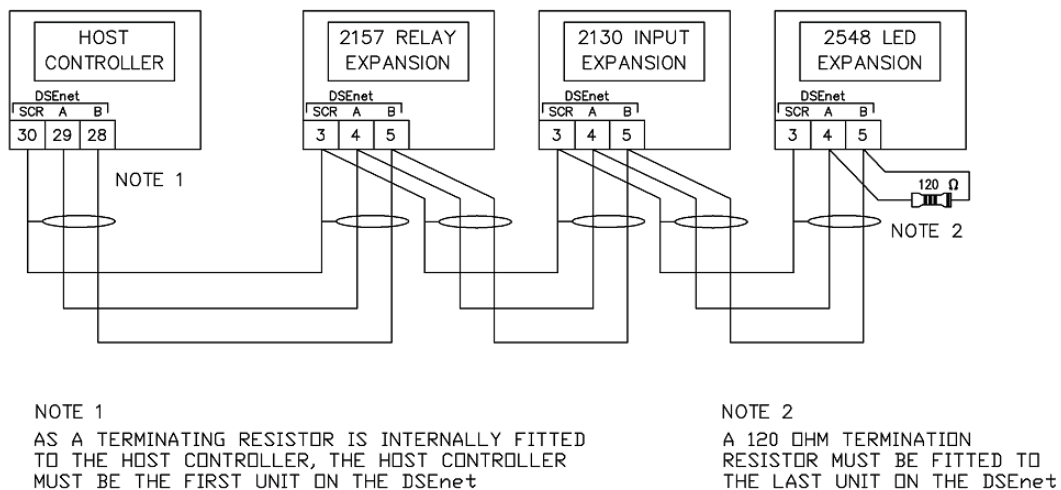 HOST
CONTROLLER
DSEnet
SCR A B
30 29 28
2157 RELAY
EXPANSION
DSEnet
SCR A B
3 4 5
2130 INPUT
EXPANSION
DSEnet
SCR A B
3 4 5
2548 LED
EXPANSION
DSEnet
SCR A B
3 4 5
NOTE 1
120 Ω
NOTE 2
NOTE 1
AS A TERMINATING RESISTOR IS INTERNALLY FITTED
TO THE HOST CONTROLLER, THE HOST CONTROLLER
MUST BE THE FIRST UNIT ON THE DSEnet
NOTE 2
A 120 OHM TERMINATION
RESISTOR MUST BE FITTED TO
THE LAST UNIT ON THE DSEnet